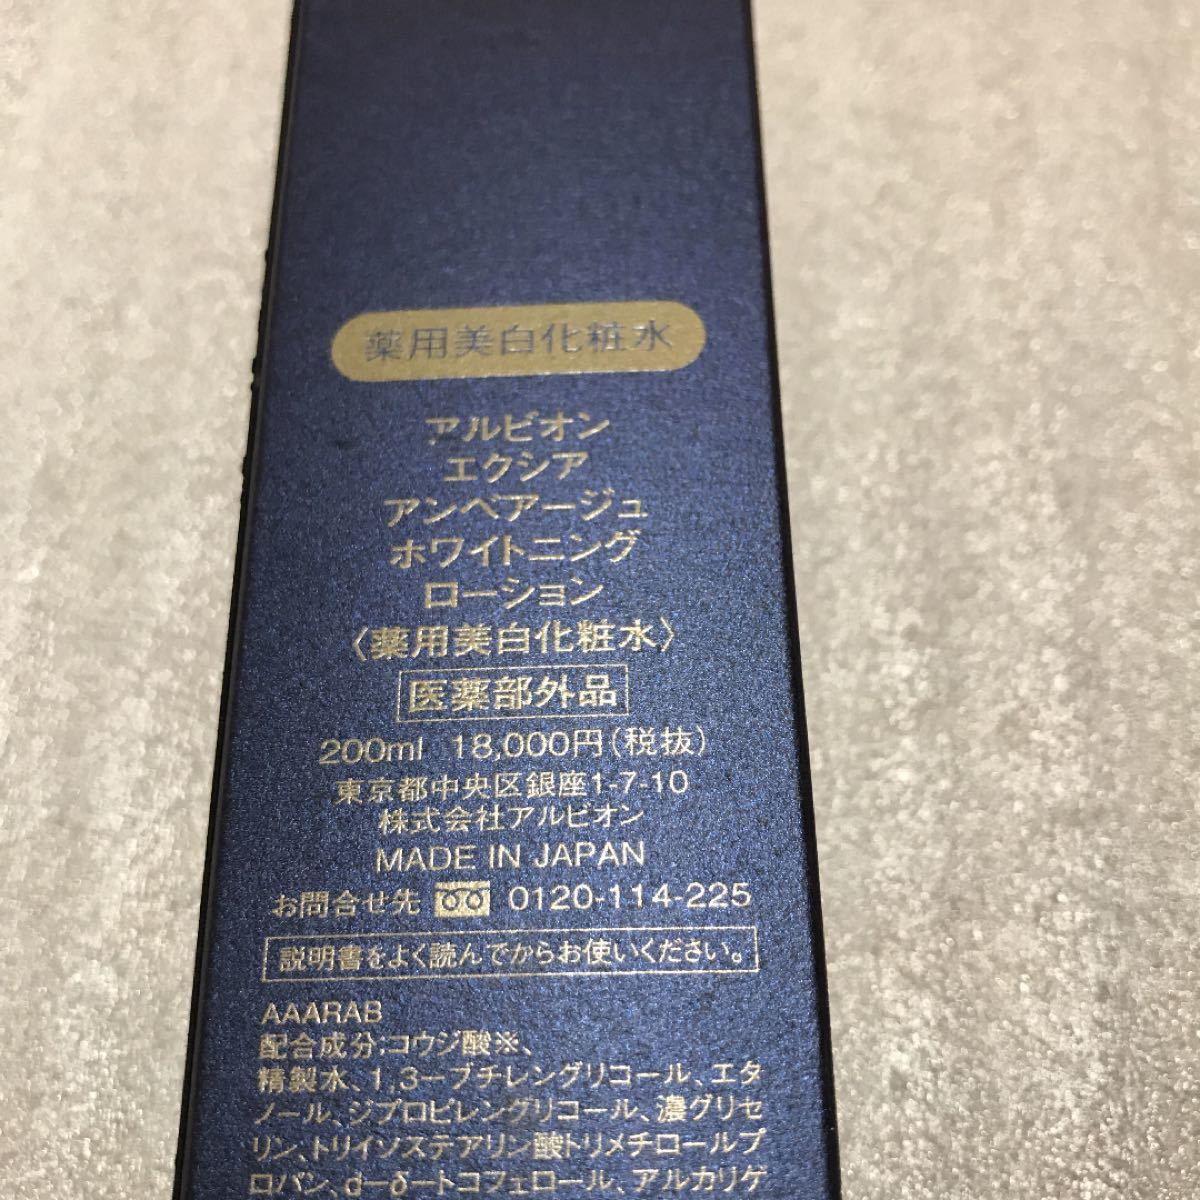 薬用美白化粧水
アルビオン
エクシア
アンベアージュ
ホワイトニング
ローション
〈薬用美白化粧水〉
医薬部外品
200ml 18,000円(税抜)
東京都中央区銀座1-7-10
株式会社アルビオン
MADE IN JAPAN
お問合せ先 0120-114-225
説明書をよく読んでからお使いください。
AAARAB
配合成分:コウジ酸※、
精製水、1,3−ブチレングリコール、エタ
ノール、ジプロピレングリコール、濃グリセ
リン、トリイソステアリン酸トリメチロールプ
ロパン、d−δ−トコフェロール、アルカリゲ